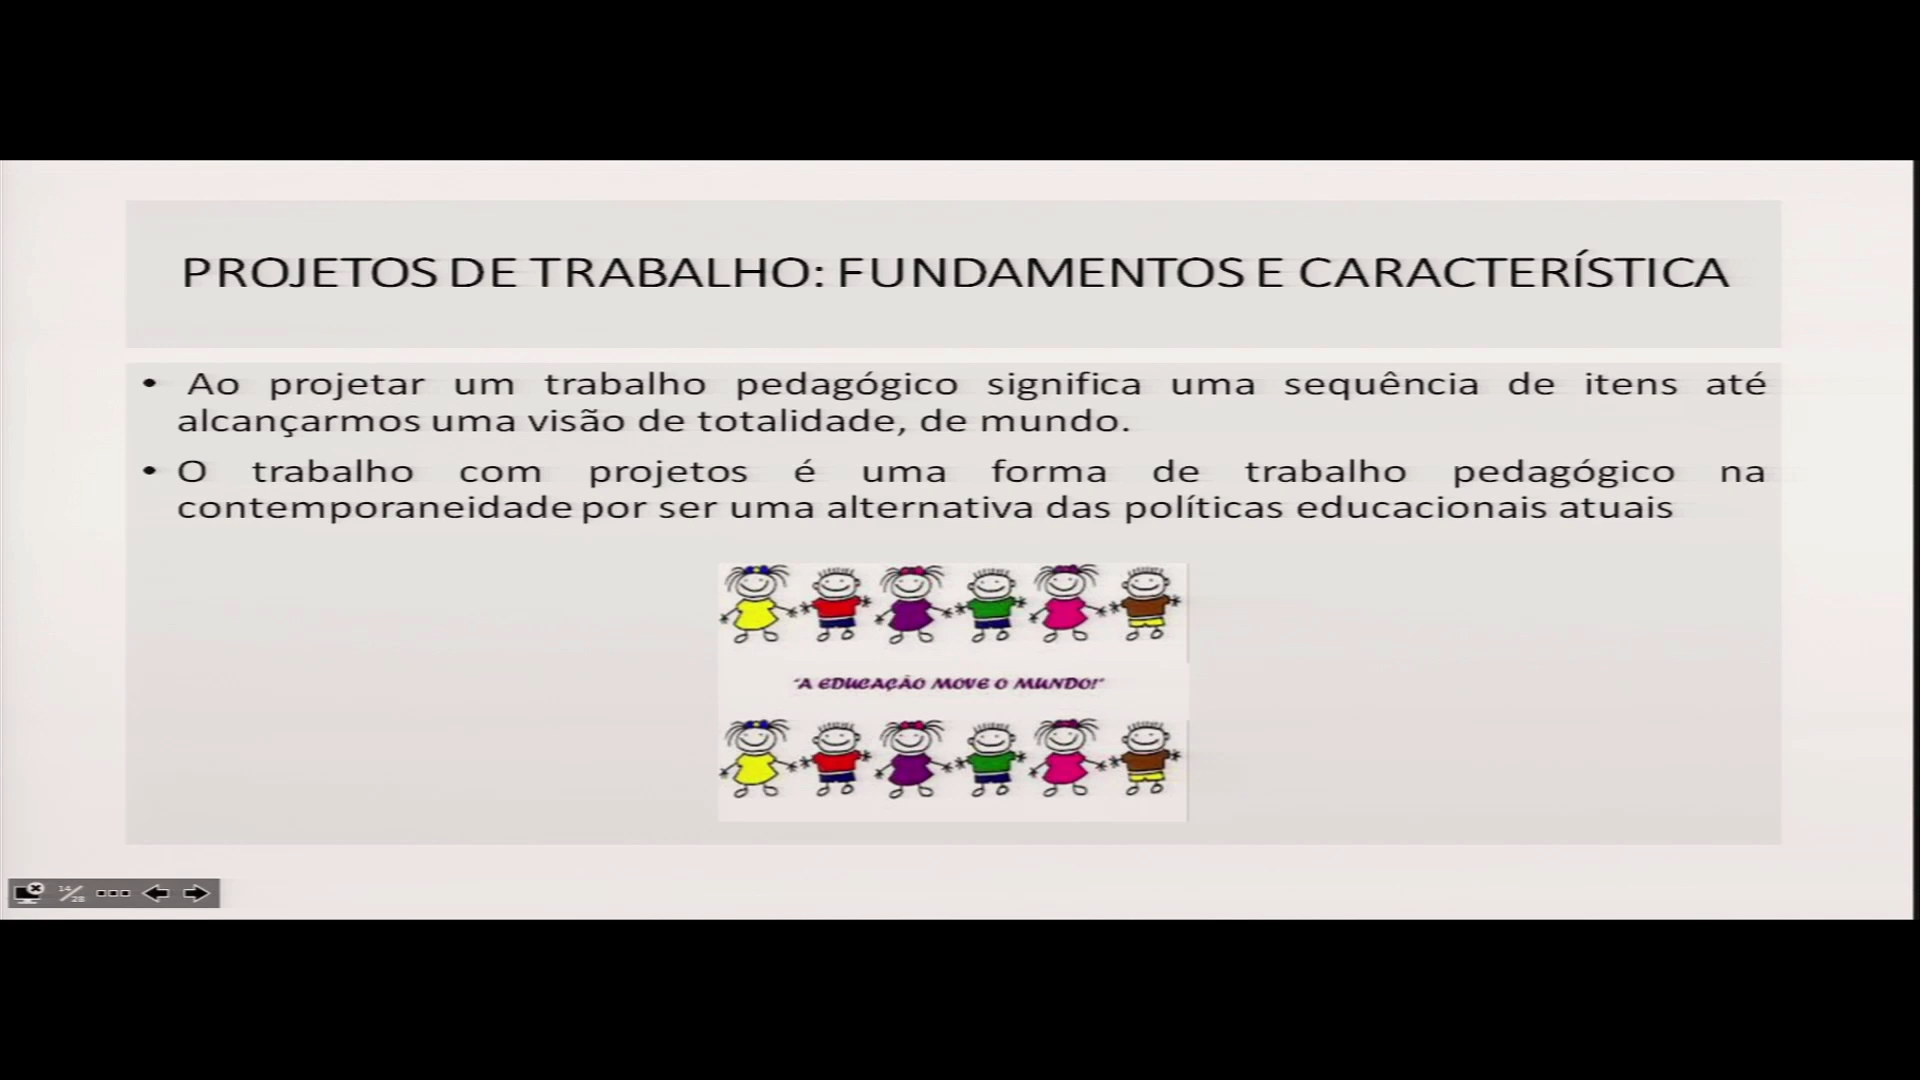 PROJETOS DE TRABALHO: FUNDAMENTOS E CARACTERÍSTICA
• Ao projetar um trabalho pedagógico significa uma sequência de itens até
alcançarmos uma visão de totalidade, de mundo.
• O trabalho com projetos é uma forma de trabalho pedagógico na
contemporaneidade por ser uma alternativa das políticas educacionais atuais
"A EDUCAÇÃO MOVE O MUNDO!"
14/28